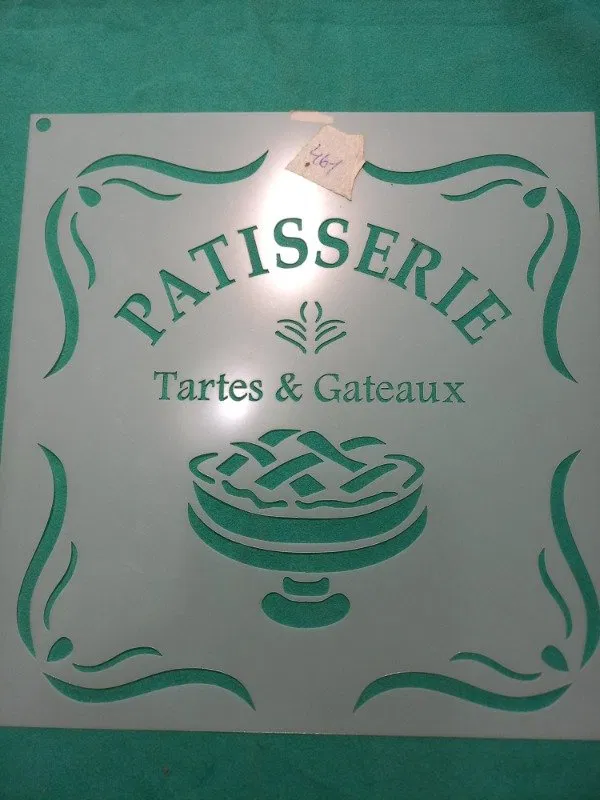 461
PATISSERIE
Tartes & Gateaux